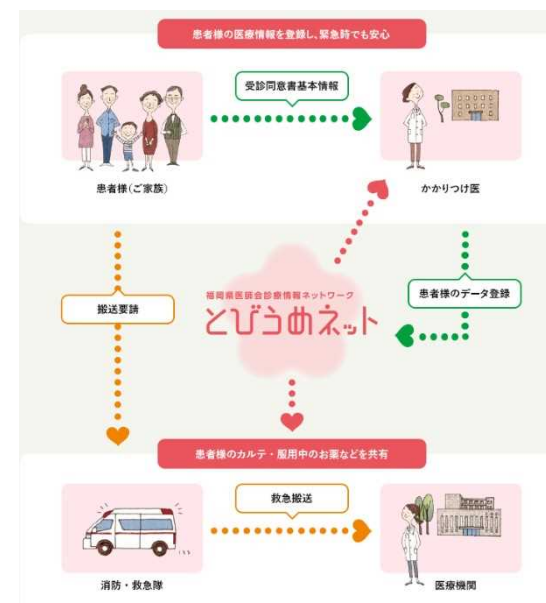 患者様の医療情報を登録し、緊急時でも安心
受診同意書基本情報
患者様(ご家族)
かかりつけ医
搬送要請
福岡県医師会診療情報ネットワーク
とびうめネット
患者様のデータ登録
患者様のカルテ・服用中のお薬などを共有
救急搬送
消防・救急隊
医療機関